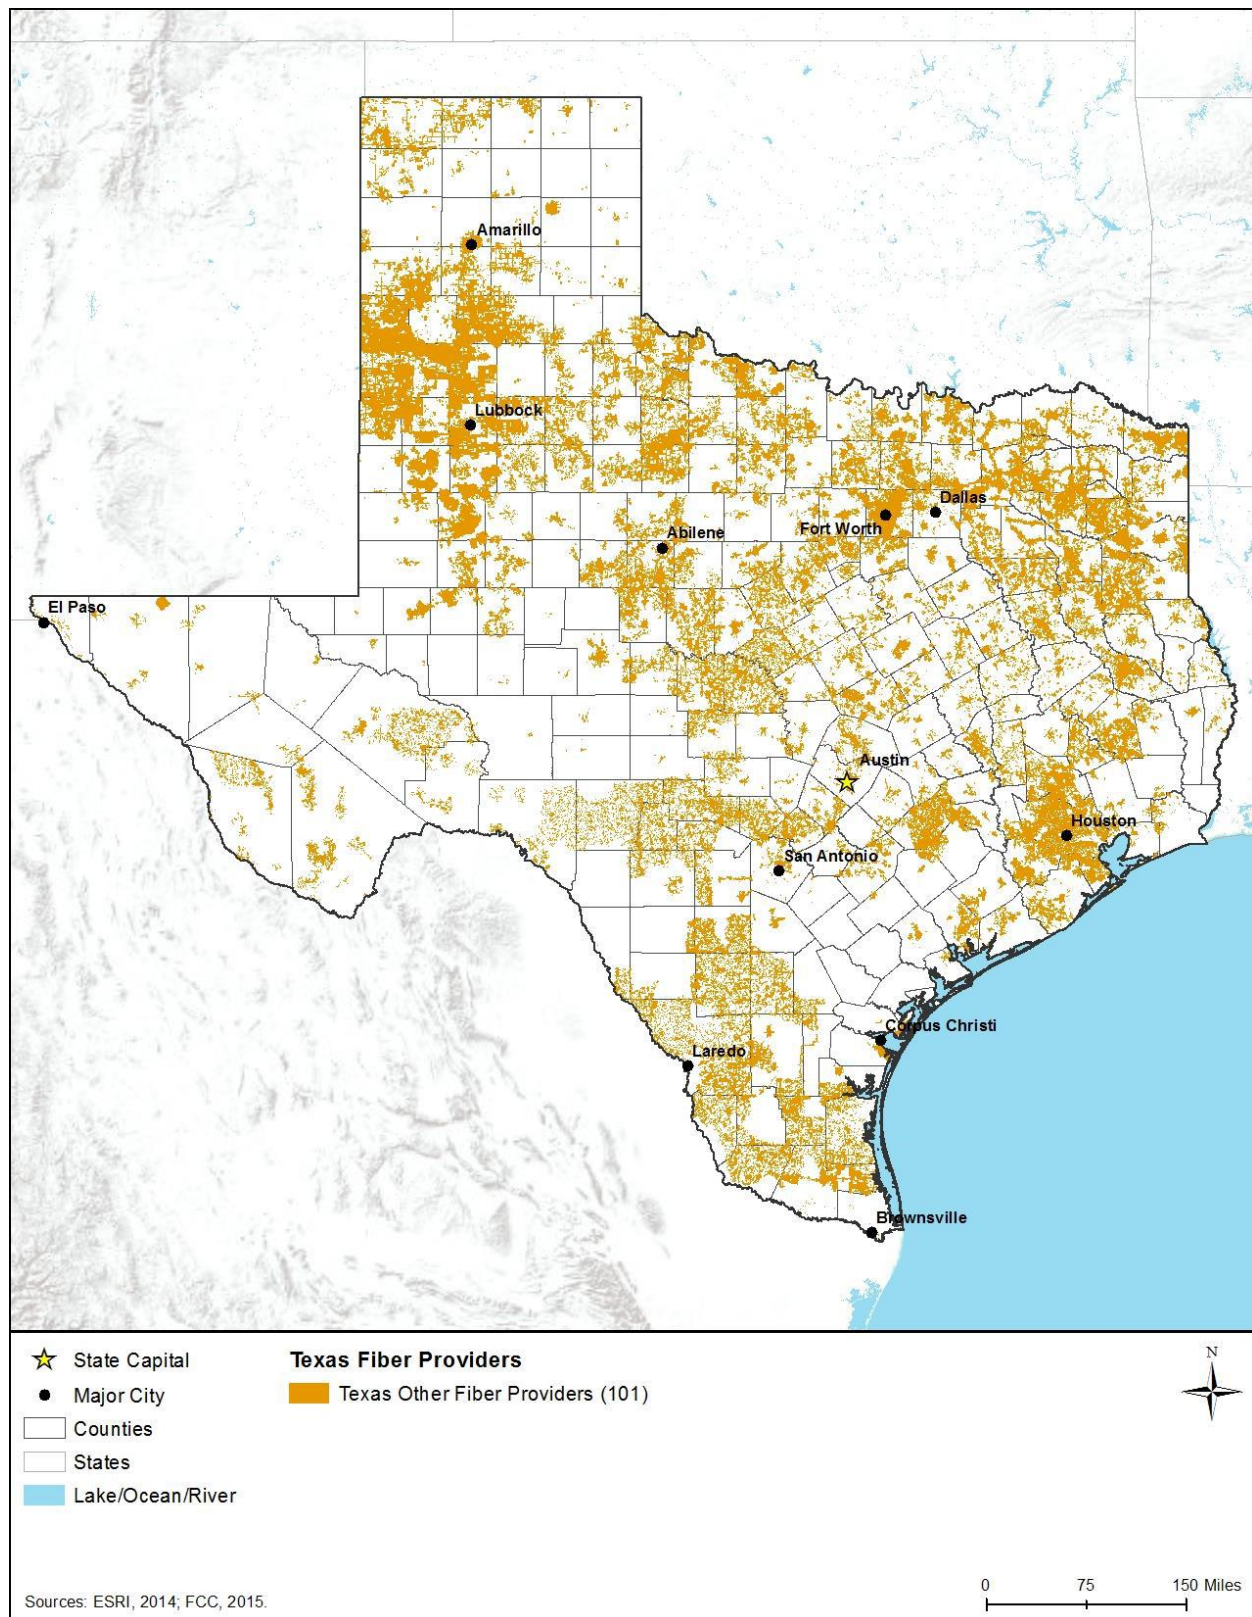 Amarillo
Lubbock
Dallas
Fort Worth
Abilene
El Paso
Austin
Houston
San Antonio
Corpus Christi
Laredo
Brownsville
State Capital
Major City
Counties
States
Lake/Ocean/River
Texas Fiber Providers
Texas Other Fiber Providers (101)
N
Sources: ESRI, 2014; FCC, 2015.
0 75 150 Miles